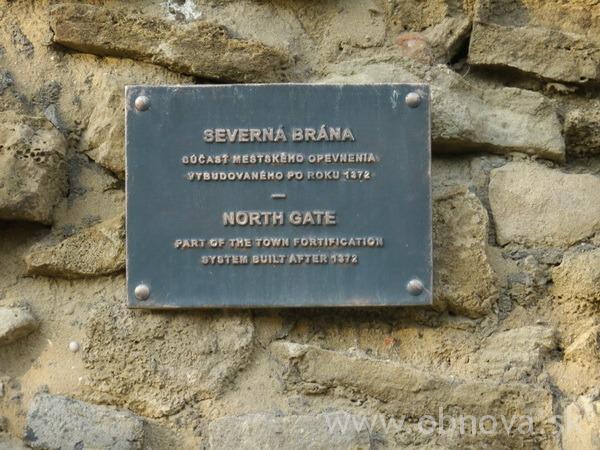 SEVERNÁ BRÁNA
SÚČASŤ MESTSKÉHO OPEVNENIA
VYBUDOVANÉHO PO ROKU 1372
—
NORTH GATE
PART OF THE TOWN FORTIFICATION
SYSTEM BUILT AFTER 1372
www.obnova.sk